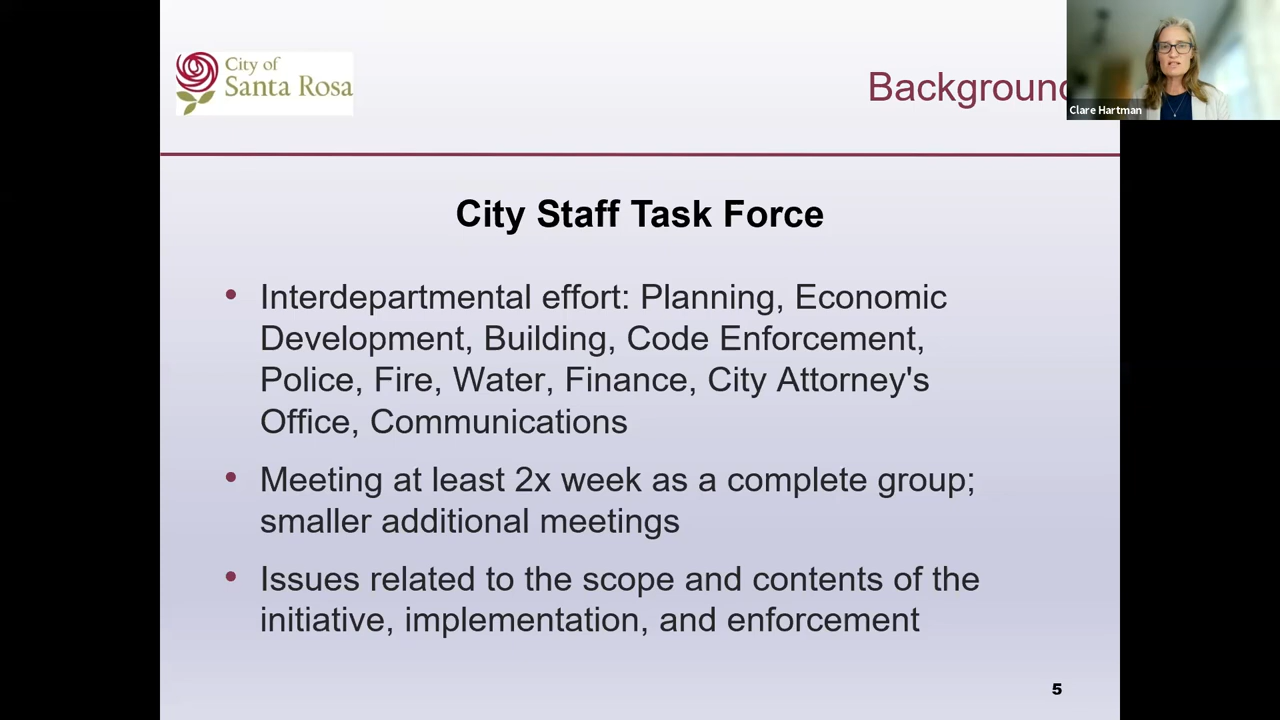 City of
Santa Rosa
Background
Clare Hartman
City Staff Task Force
• Interdepartmental effort: Planning, Economic
Development, Building, Code Enforcement,
Police, Fire, Water, Finance, City Attorney's
Office, Communications
• Meeting at least 2x week as a complete group;
smaller additional meetings
• Issues related to the scope and contents of the
initiative, implementation, and enforcement
5